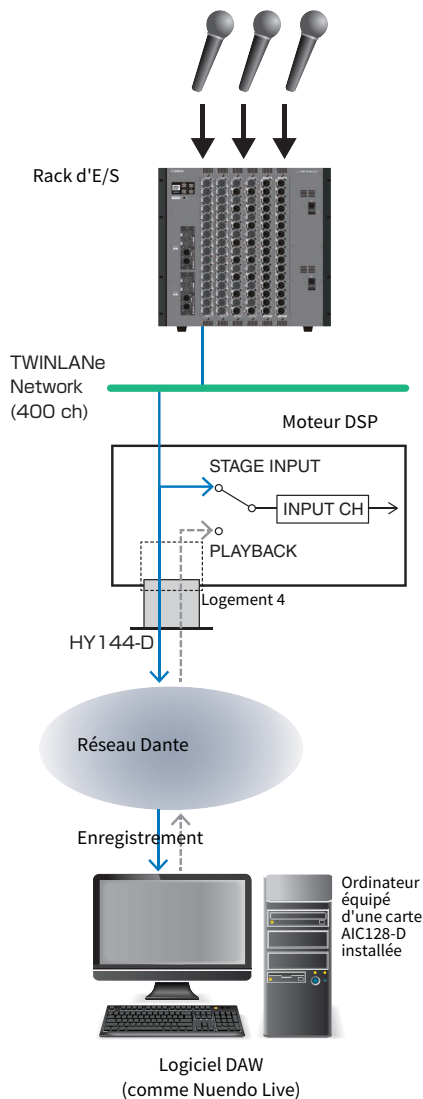 Rack d'E/S
TWINLANe
Network
(400 ch)
Moteur DSP
STAGE INPUT
INPUT CH
PLAYBACK
Logement 4
HY144-D
Réseau Dante
Enregistrement
Ordinateur
équipé
d'une carte
AIC128-D
installée
Logiciel DAW
(comme Nuendo Live)